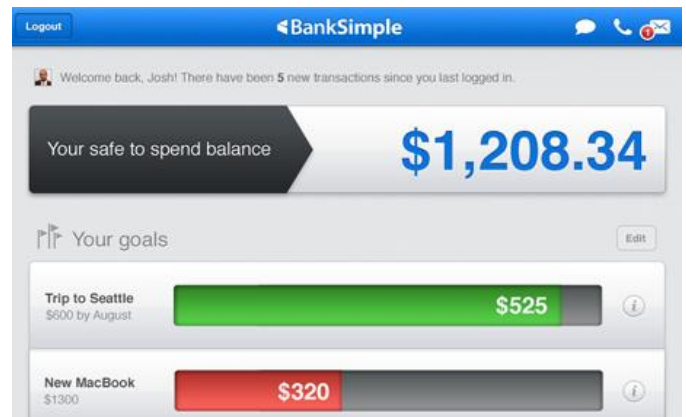 Logout
BankSimple
1
Welcome back, Josh! There have been 5 new transactions since you last logged in.
Your safe to spend balance
$1,208.34
Your goals
Edit
Trip to Seattle
$600 by August
$525
i
New MacBook
$1300
$320
i